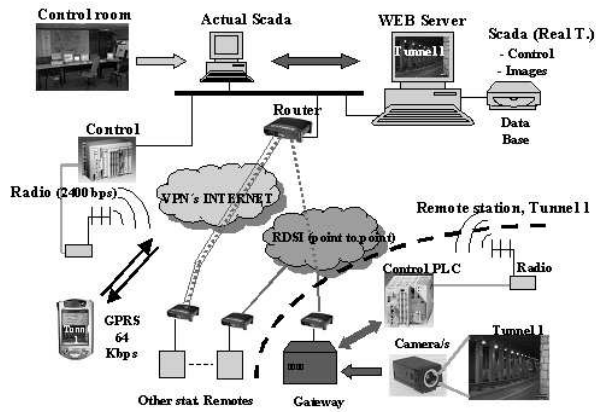 Control room
Actual Scada
WEB Server
Tunnel 1
Scada (Real T.)
- Control
- Images
Data
Base
Router
Control
Radio (2400 bps)
VPN´s INTERNET
RDSI (point to point)
Remote station, Tunnel 1
Control PLC
Radio
GPRS
64
Kbps
Tunn
1
Camera/s
Tunnel 1
Other stat. Remotes
Gateway